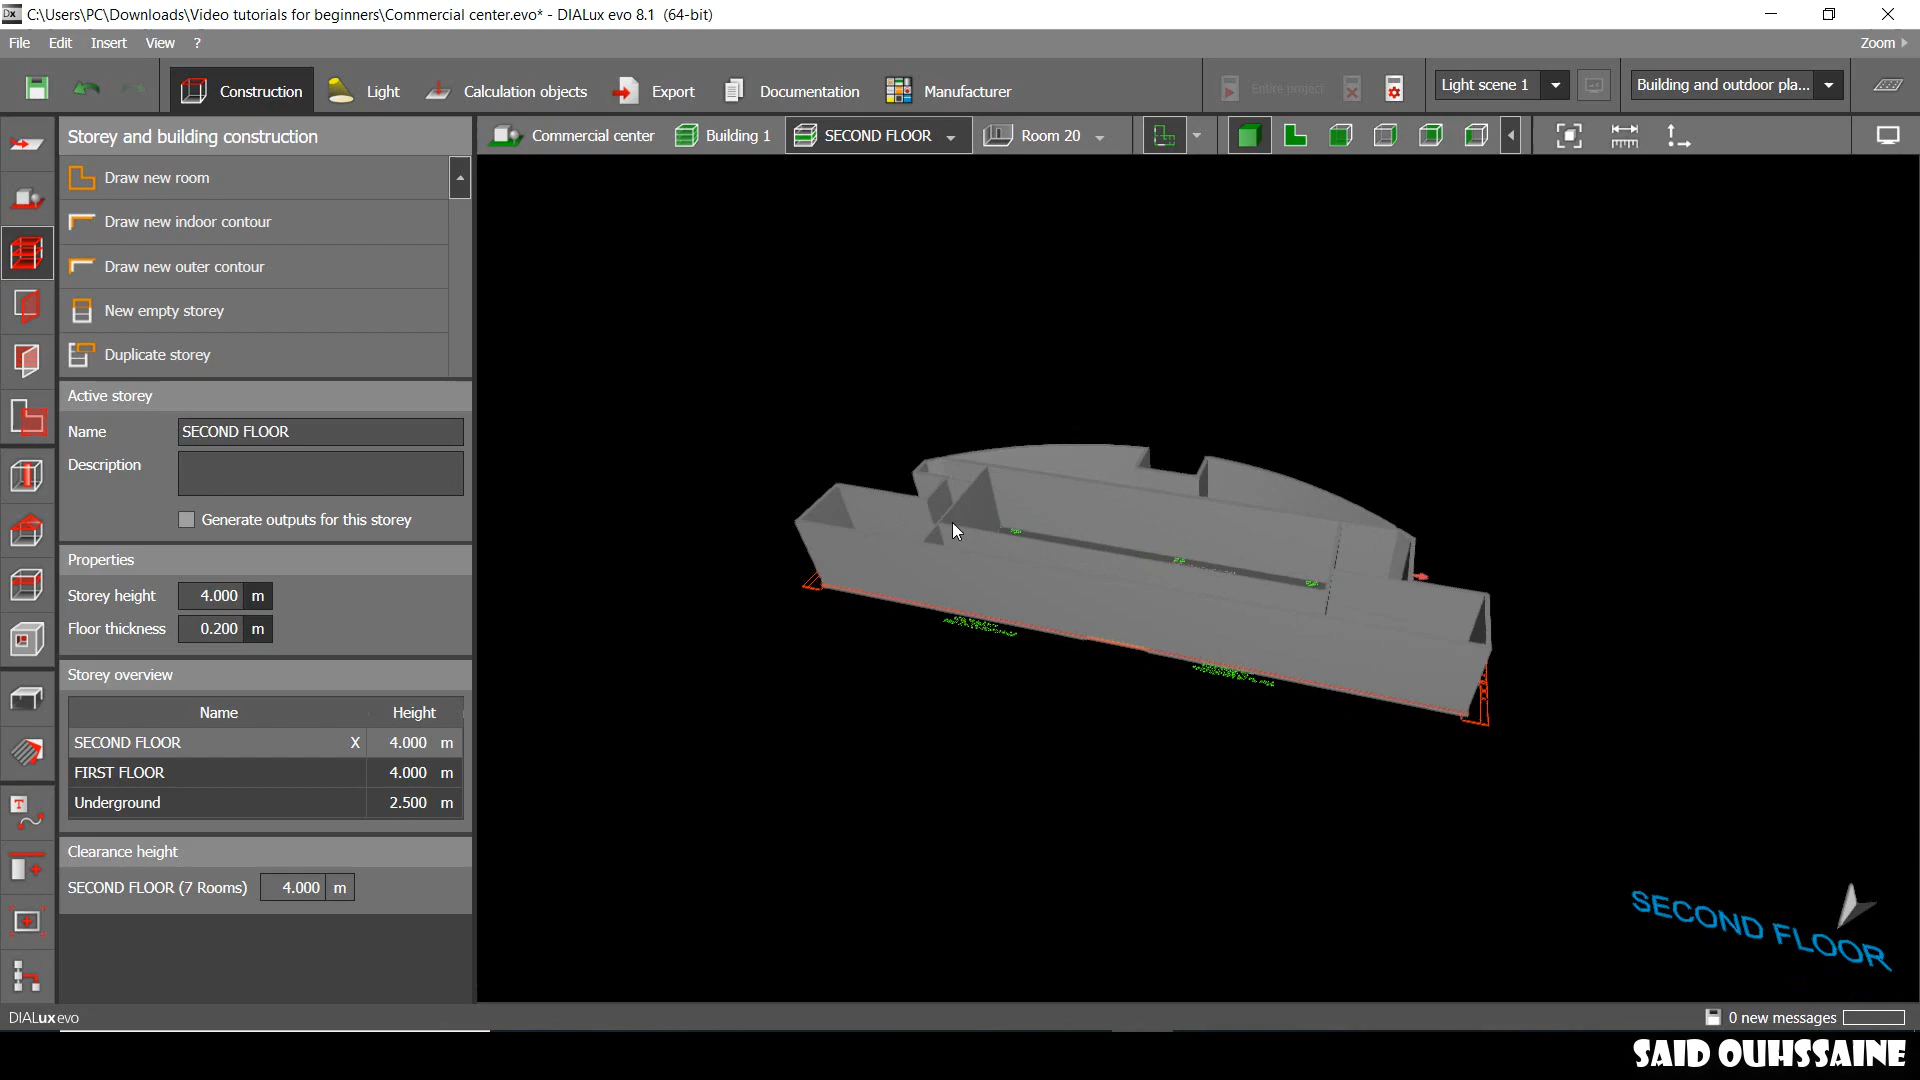 C:\Users\PC\Downloads\Video tutorials for beginners\Commercial center.evo* - DIALux evo 8.1 (64-bit)
File Edit Insert View ? Zoom
Construction Light Calculation objects Export Documentation Manufacturer Entire project Light scene 1 Building and outdoor pla...
Storey and building construction Commercial center Building 1 SECOND FLOOR Room 20
Draw new room
Draw new indoor contour
Draw new outer contour
New empty storey
Duplicate storey
Active storey
Name SECOND FLOOR
Description
Generate outputs for this storey
Properties
Storey height 4.000 m
Floor thickness 0.200 m
Storey overview
Name Height
SECOND FLOOR X 4.000 m
FIRST FLOOR 4.000 m
Underground 2.500 m
Clearance height
SECOND FLOOR (7 Rooms) 4.000 m
SECOND FLOOR
DIALux evo 0 new messages
SAID OUHSSAINE